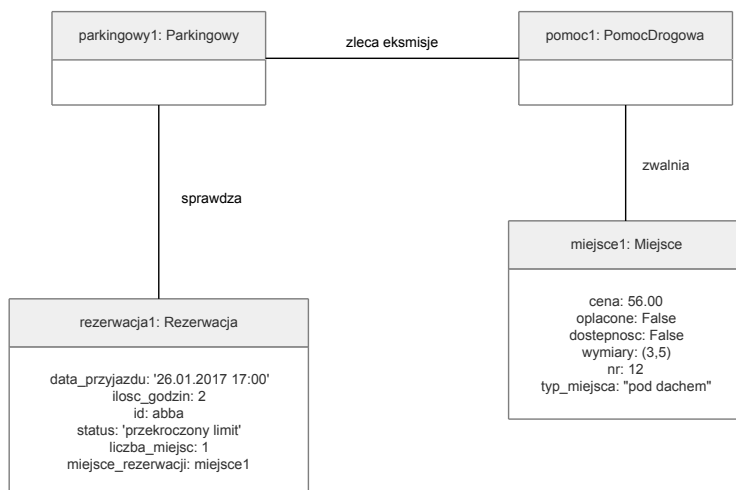 parkingowy1: Parkingowy
zleca eksmisje
pomoc1: PomocDrogowa
sprawdza
zwalnia
rezerwacja1: Rezerwacja
data_przyjazdu: '26.01.2017 17:00'
ilosc_godzin: 2
id: abba
status: 'przekroczony limit'
liczba_miejsc: 1
miejsce_rezerwacji: miejsce1
miejsce1: Miejsce
cena: 56.00
oplacone: False
dostepnosc: False
wymiary: (3,5)
nr: 12
typ_miejsca: "pod dachem"